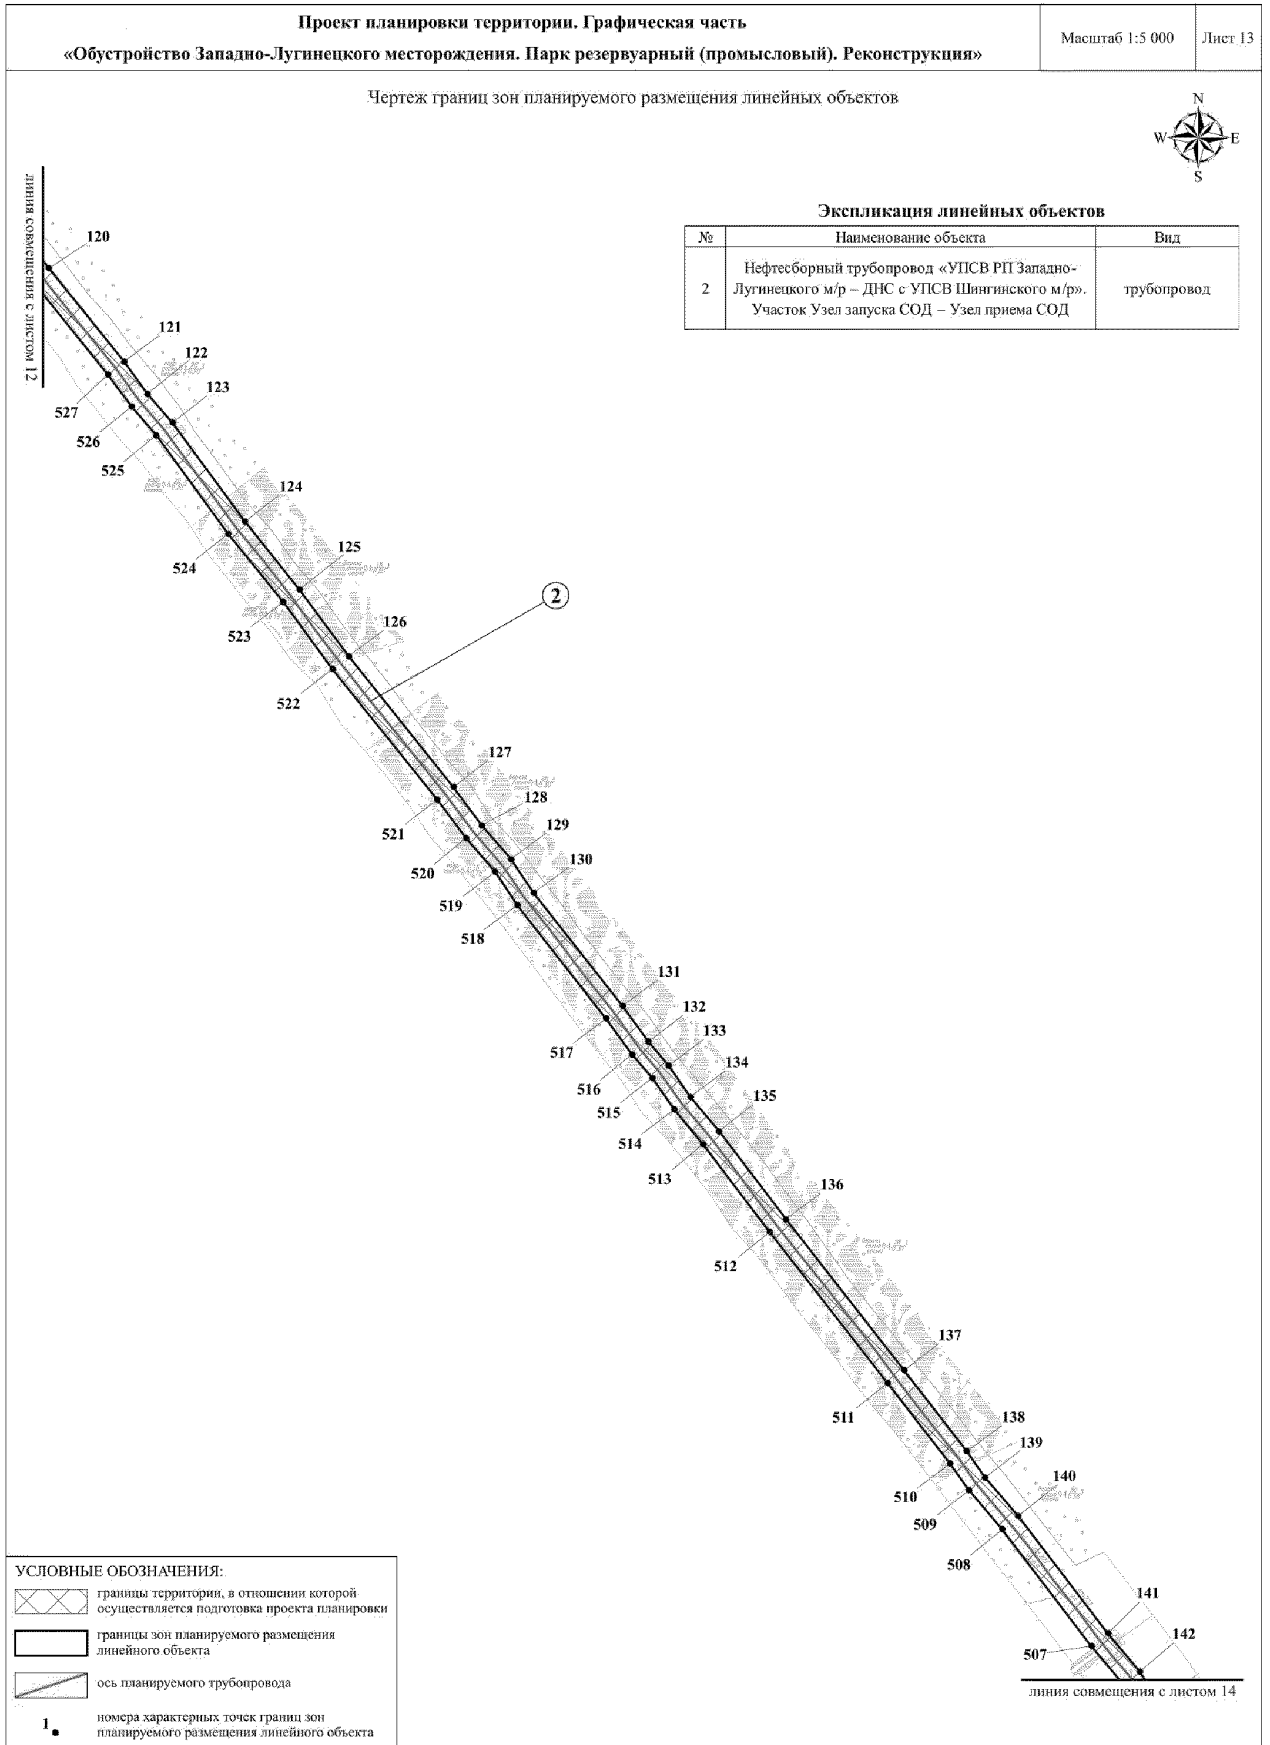 Проект планировки территории. Графическая часть
«Обустройство Западно-Лугинецкого месторождения. Парк резервуарный (промысловый). Реконструкция»
Масштаб 1:5 000
Лист 13
Чертеж границ зон планируемого размещения линейных объектов
N
W
E
S
линия совмещения с листом 12
Экспликация линейных объектов
№
Наименование объекта
Вид
2
Нефтесборный трубопровод «УПСВ РП Западно-
Лугинецкого м/р – ДНС с УПСВ Шингинского м/р».
Участок Узел запуска СОД – Узел приема СОД
трубопровод
120
121
122
123
527
526
525
124
524
125
523
126
522
2
127
521
128
520
129
519
130
518
131
517
132
516
133
515
134
514
135
513
136
512
137
511
138
510
139
509
140
508
141
507
142
линия совмещения с листом 14
УСЛОВНЫЕ ОБОЗНАЧЕНИЯ:
границы территории, в отношении которой
осуществляется подготовка проекта планировки
границы зон планируемого размещения
линейного объекта
ось планируемого трубопровода
1
номера характерных точек границ зон
планируемого размещения линейного объекта